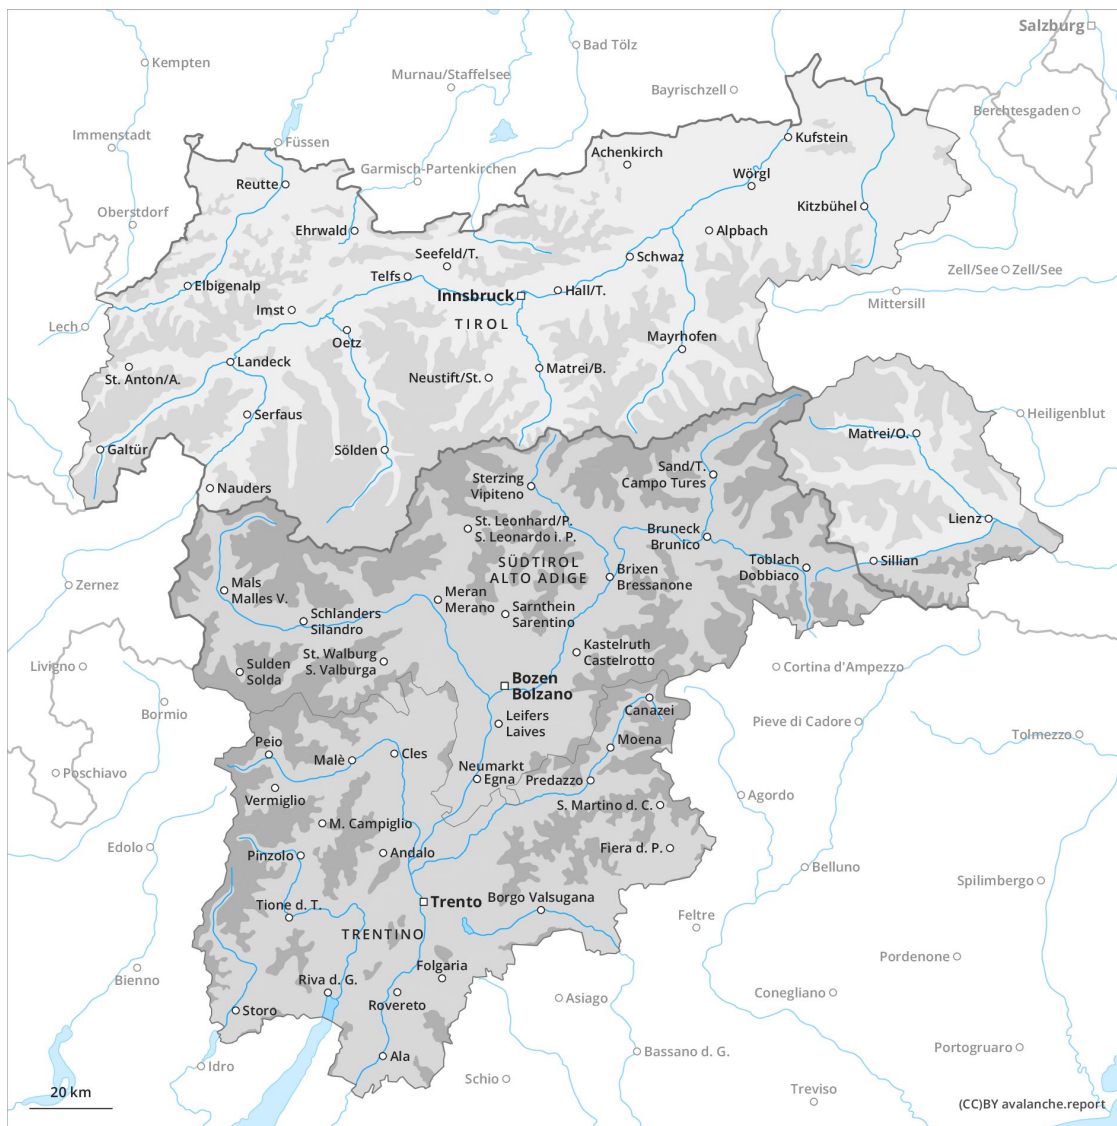 Salzburg
Bad Tölz
Kempten
Murnau/Staffelsee
Bayrischzell
Berchtesgaden
Immenstadt
Füssen
Kufstein
Achenkirch
Garmisch-Partenkirchen
Wörgl
Reutte
Oberstdorf
Kitzbühel
Ehrwald
Alpbach
Seefeld/T.
Schwaz
Telfs
Zell/See
Zell/See
Elbigenalp
Innsbruck
Hall/T.
Mittersill
Imst
TIROL
Lech
Oetz
Mayrhofen
Landeck
St. Anton/A.
Neustift/St.
Matrei/B.
Serfaus
Heiligenblut
Matrei/O.
Galtür
Sölden
Sterzing
Vipiteno
Sand/T.
Campo Tures
Nauders
St. Leonhard/P.
S. Leonardo i. P.
Lienz
Bruneck
Brunico
SÜDTIROL
ALTO ADIGE
Toblach
Dobbiaco
Sillian
Brixen
Bressanone
Zernez
Mals
Malles V.
Meran
Merano
Sarnthein
Sarentino
Schlanders
Silandro
Kastelruth
Castelrotto
St. Walburg
S. Valburga
Livigno
Sulden
Solda
Cortina d'Ampezzo
Bozen
Bolzano
Bormio
Canazei
Leifers
Laives
Pieve di Cadore
Tolmezzo
Peio
Moena
Malè
Cles
Poschiavo
Neumarkt
Egna
Predazzo
Vermiglio
Agordo
S. Martino d. C.
M. Campiglio
Edolo
Pinzolo
Andalo
Fiera d. P.
Belluno
Spilimbergo
Tione d. T.
Trento
Borgo Valsugana
Feltre
TRENTINO
Pordenone
Folgaria
Bienno
Riva d. G.
Conegliano
Storo
Rovereto
Asiago
Portogruaro
Ala
Bassano d. G.
Idro
Schio
Treviso
20 km
(CC)BY avalanche.report